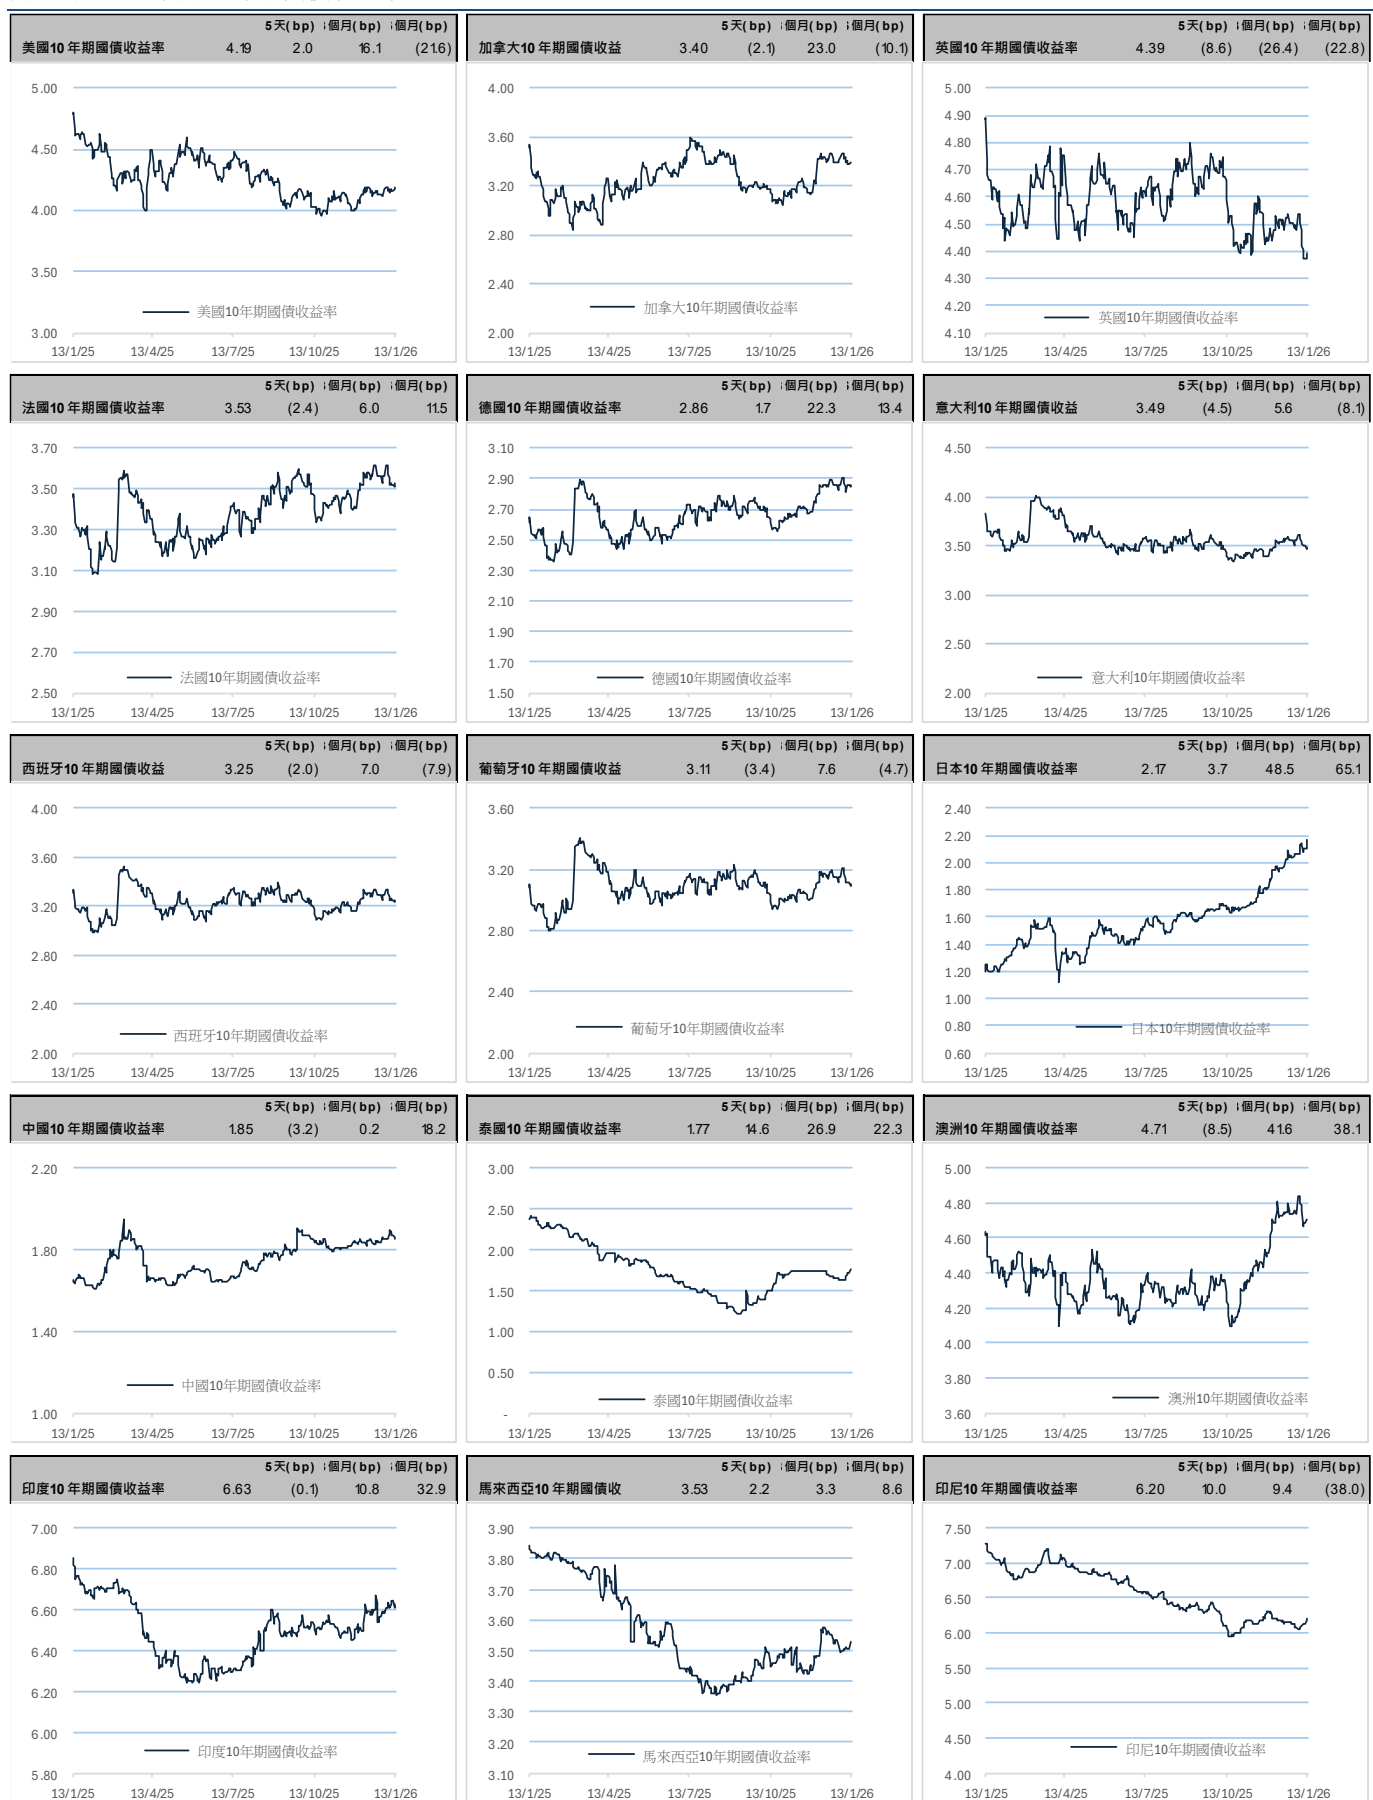 5天(bp) 個月(bp) 個月(bp)
美國10年期國債收益率 4.19 2.0 16.1 (21.6)
5.00
4.50
4.00
3.50
3.00
美國10年期國債收益率
13/1/25 13/4/25 13/7/25 13/10/25 13/1/26
5天(bp) 個月(bp) 個月(bp)
加拿大10年期國債收益 3.40 (2.1) 23.0 (10.1)
4.00
3.60
3.20
2.80
2.40
2.00
加拿大10年期國債收益率
13/1/25 13/4/25 13/7/25 13/10/25 13/1/26
5天(bp) 個月(bp) 個月(bp)
英國10年期國債收益率 4.39 (8.6) (26.4) (22.8)
5.00
4.90
4.80
4.70
4.60
4.50
4.40
4.30
4.20
4.10
英國10年期國債收益率
13/1/25 13/4/25 13/7/25 13/10/25 13/1/26
5天(bp) 個月(bp) 個月(bp)
法國10年期國債收益率 3.53 (2.4) 6.0 11.5
3.70
3.50
3.30
3.10
2.90
2.70
2.50
法國10年期國債收益率
13/1/25 13/4/25 13/7/25 13/10/25 13/1/26
5天(bp) 個月(bp) 個月(bp)
德國10年期國債收益率 2.86 1.7 22.3 13.4
3.10
2.90
2.70
2.50
2.30
2.10
1.90
1.70
1.50
德國10年期國債收益率
13/1/25 13/4/25 13/7/25 13/10/25 13/1/26
5天(bp) 個月(bp) 個月(bp)
意大利10年期國債收益 3.49 (4.5) 5.6 (8.1)
4.50
4.00
3.50
3.00
2.50
2.00
意大利10年期國債收益率
13/1/25 13/4/25 13/7/25 13/10/25 13/1/26
5天(bp) 個月(bp) 個月(bp)
西班牙10年期國債收益 3.25 (2.0) 7.0 (7.9)
4.00
3.60
3.20
2.80
2.40
2.00
西班牙10年期國債收益率
13/1/25 13/4/25 13/7/25 13/10/25 13/1/26
5天(bp) 個月(bp) 個月(bp)
葡萄牙10年期國債收益 3.11 (3.4) 7.6 (4.7)
3.60
3.20
2.80
2.40
2.00
葡萄牙10年期國債收益率
13/1/25 13/4/25 13/7/25 13/10/25 13/1/26
5天(bp) 個月(bp) 個月(bp)
日本10年期國債收益率 2.17 3.7 48.5 65.1
2.40
2.20
2.00
1.80
1.60
1.40
1.20
1.00
0.80
0.60
日本10年期國債收益率
13/1/25 13/4/25 13/7/25 13/10/25 13/1/26
5天(bp) 個月(bp) 個月(bp)
中國10年期國債收益率 1.85 (3.2) 0.2 18.2
2.20
1.80
1.40
1.00
中國10年期國債收益率
13/1/25 13/4/25 13/7/25 13/10/25 13/1/26
5天(bp) 個月(bp) 個月(bp)
泰國10年期國債收益率 1.77 14.6 26.9 22.3
3.00
2.50
2.00
1.50
1.00
0.50
-
泰國10年期國債收益率
13/1/25 13/4/25 13/7/25 13/10/25 13/1/26
5天(bp) 個月(bp) 個月(bp)
澳洲10年期國債收益率 4.71 (8.5) 41.6 38.1
5.00
4.80
4.60
4.40
4.20
4.00
3.80
3.60
澳洲10年期國債收益率
13/1/25 13/4/25 13/7/25 13/10/25 13/1/26
5天(bp) 個月(bp) 個月(bp)
印度10年期國債收益率 6.63 (0.1) 10.8 32.9
7.00
6.80
6.60
6.40
6.20
6.00
5.80
印度10年期國債收益率
13/1/25 13/4/25 13/7/25 13/10/25 13/1/26
5天(bp) 個月(bp) 個月(bp)
馬來西亞10年期國債收 3.53 2.2 3.3 8.6
3.90
3.80
3.70
3.60
3.50
3.40
3.30
3.20
3.10
馬來西亞10年期國債收益率
13/1/25 13/4/25 13/7/25 13/10/25 13/1/26
5天(bp) 個月(bp) 個月(bp)
印尼10年期國債收益率 6.20 10.0 9.4 (38.0)
7.50
7.00
6.50
6.00
5.50
5.00
4.50
4.00
印尼10年期國債收益率
13/1/25 13/4/25 13/7/25 13/10/25 13/1/26